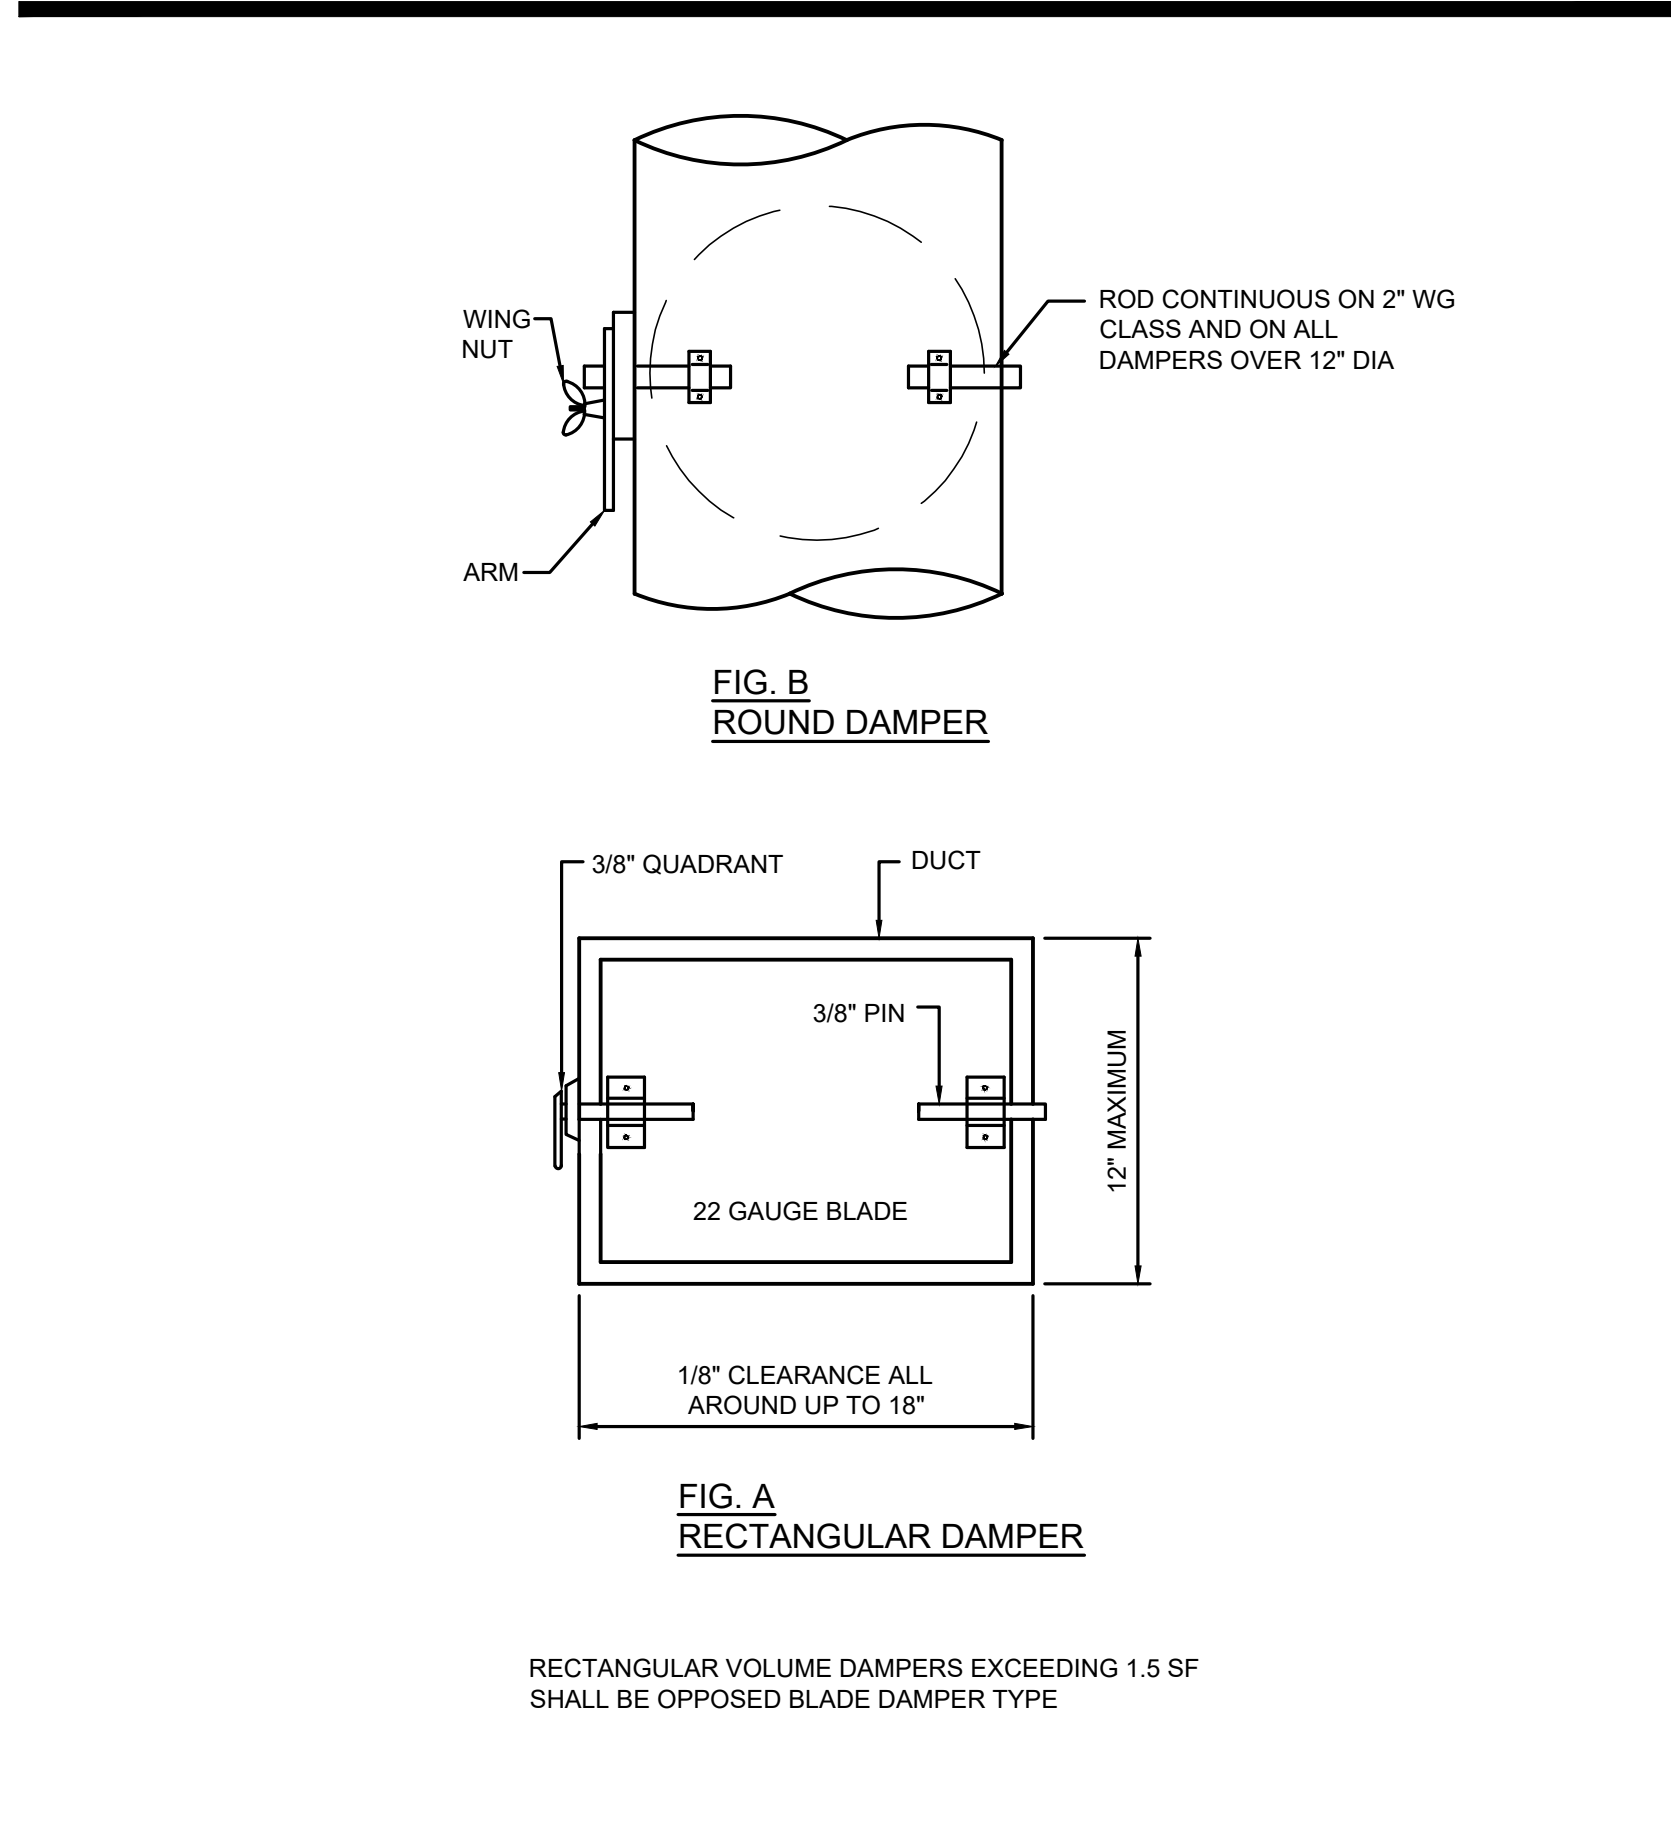 WING
NUT
ROD CONTINUOUS ON 2" WG
CLASS AND ON ALL
DAMPERS OVER 12" DIA
ARM
FIG. B
ROUND DAMPER
3/8" QUADRANT
DUCT
3/8" PIN
12" MAXIMUM
22 GAUGE BLADE
1/8" CLEARANCE ALL
AROUND UP TO 18"
FIG. A
RECTANGULAR DAMPER
RECTANGULAR VOLUME DAMPERS EXCEEDING 1.5 SF
SHALL BE OPPOSED BLADE DAMPER TYPE